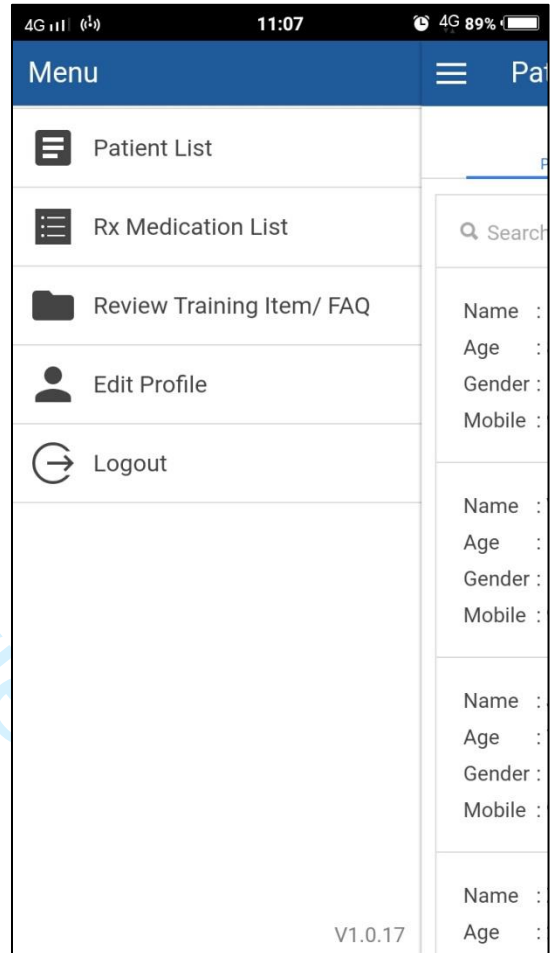 4G 11:07 4G 89%
Menu
Patient List
Rx Medication List
Review Training Item/ FAQ
Edit Profile
Logout
V1.0.17
Search
Name :
Age :
Gender :
Mobile :
Name :
Age :
Gender :
Mobile :
Name :
Age :
Gender :
Mobile :
Name :
Age :